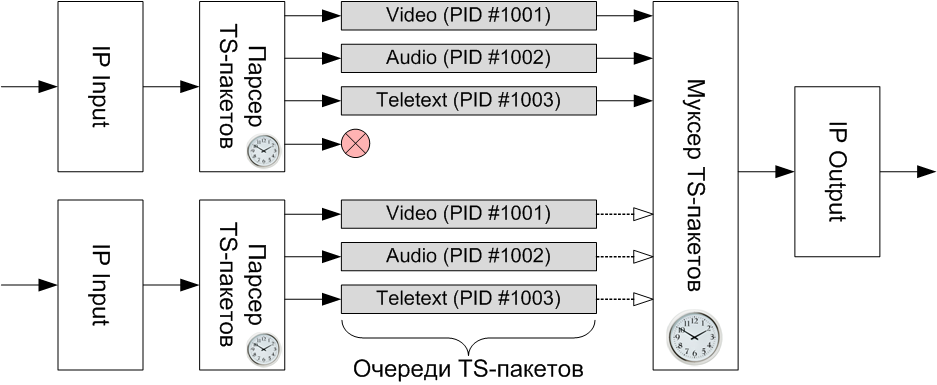 IP Input
Парсер
TS-пакетов
Video (PID #1001)
Audio (PID #1002)
Teletext (PID #1003)
Муксер TS-пакетов
IP Output
IP Input
Парсер
TS-пакетов
Video (PID #1001)
Audio (PID #1002)
Teletext (PID #1003)
Очереди TS-пакетов